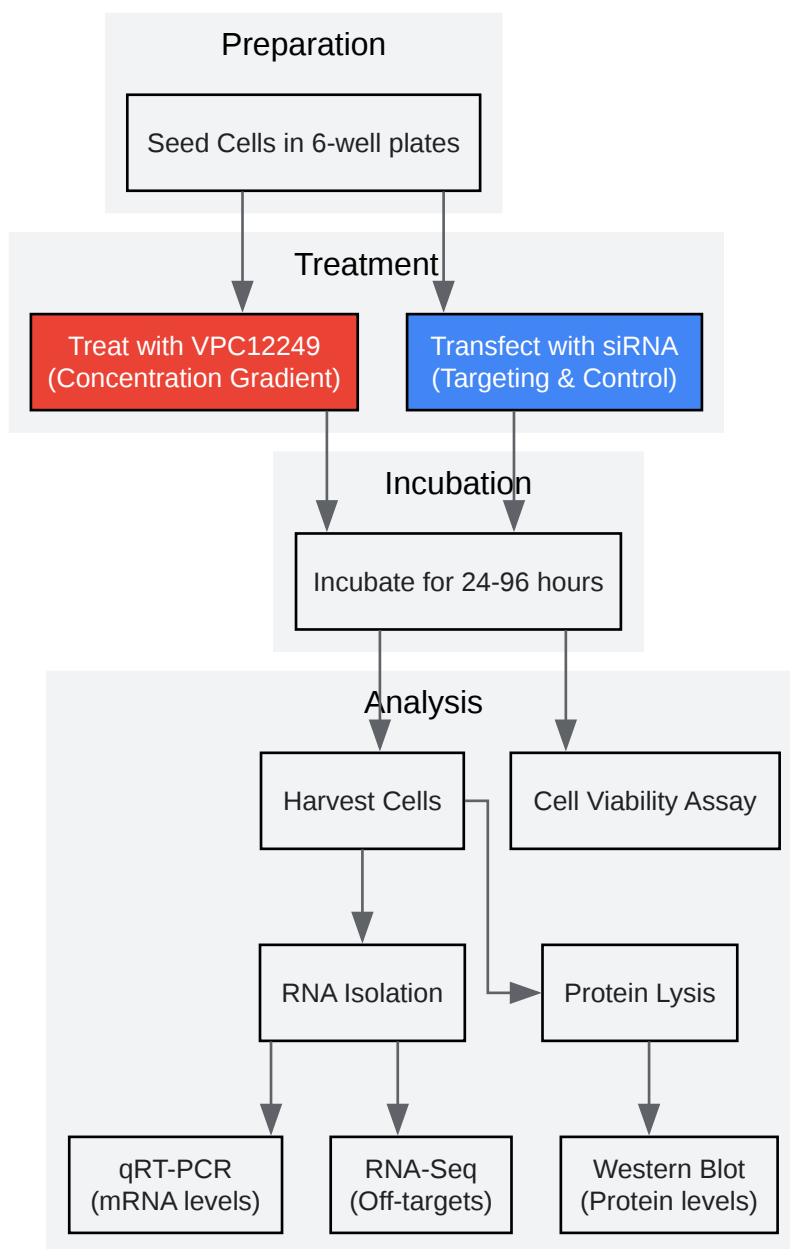 Preparation
Seed Cells in 6-well plates
Treatment
Treat with VPC12249
(Concentration Gradient)
Transfect with siRNA
(Targeting & Control)
Incubation
Incubate for 24-96 hours
Analysis
Harvest Cells
Cell Viability Assay
RNA Isolation
Protein Lysis
qRT-PCR
(mRNA levels)
RNA-Seq
(Off-targets)
Western Blot
(Protein levels)